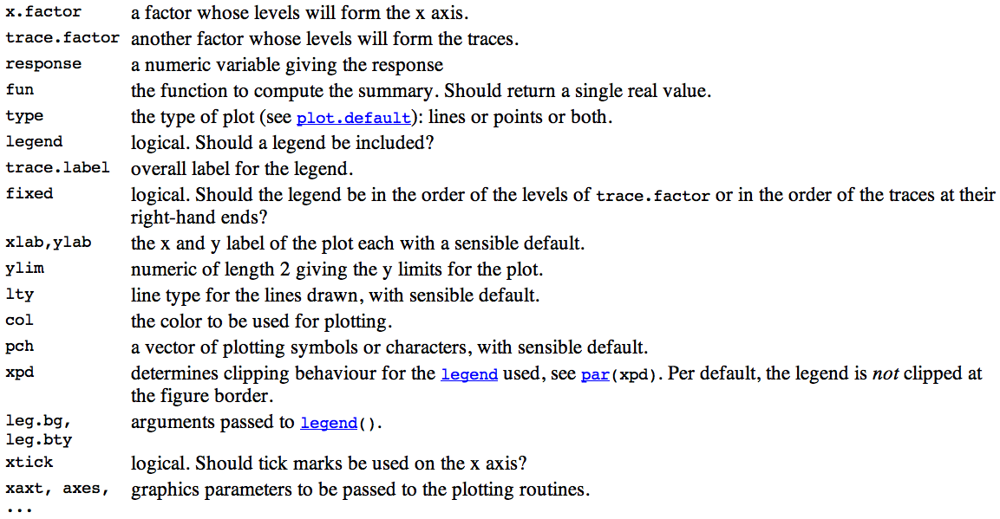 x.factor a factor whose levels will form the x axis.
trace.factor another factor whose levels will form the traces.
response a numeric variable giving the response
fun the function to compute the summary. Should return a single real value.
type the type of plot (see plot.default): lines or points or both.
legend logical. Should a legend be included?
trace.label overall label for the legend.
fixed logical. Should the legend be in the order of the levels of trace.factor or in the order of the traces at their
right-hand ends?
xlab,ylab the x and y label of the plot each with a sensible default.
ylim numeric of length 2 giving the y limits for the plot.
lty line type for the lines drawn, with sensible default.
col the color to be used for plotting.
pch a vector of plotting symbols or characters, with sensible default.
xpd determines clipping behaviour for the legend used, see par(xpd). Per default, the legend is not clipped at
the figure border.
leg.bg, arguments passed to legend().
leg.bty
xtick logical. Should tick marks be used on the x axis?
xaxt, axes, graphics parameters to be passed to the plotting routines.
...